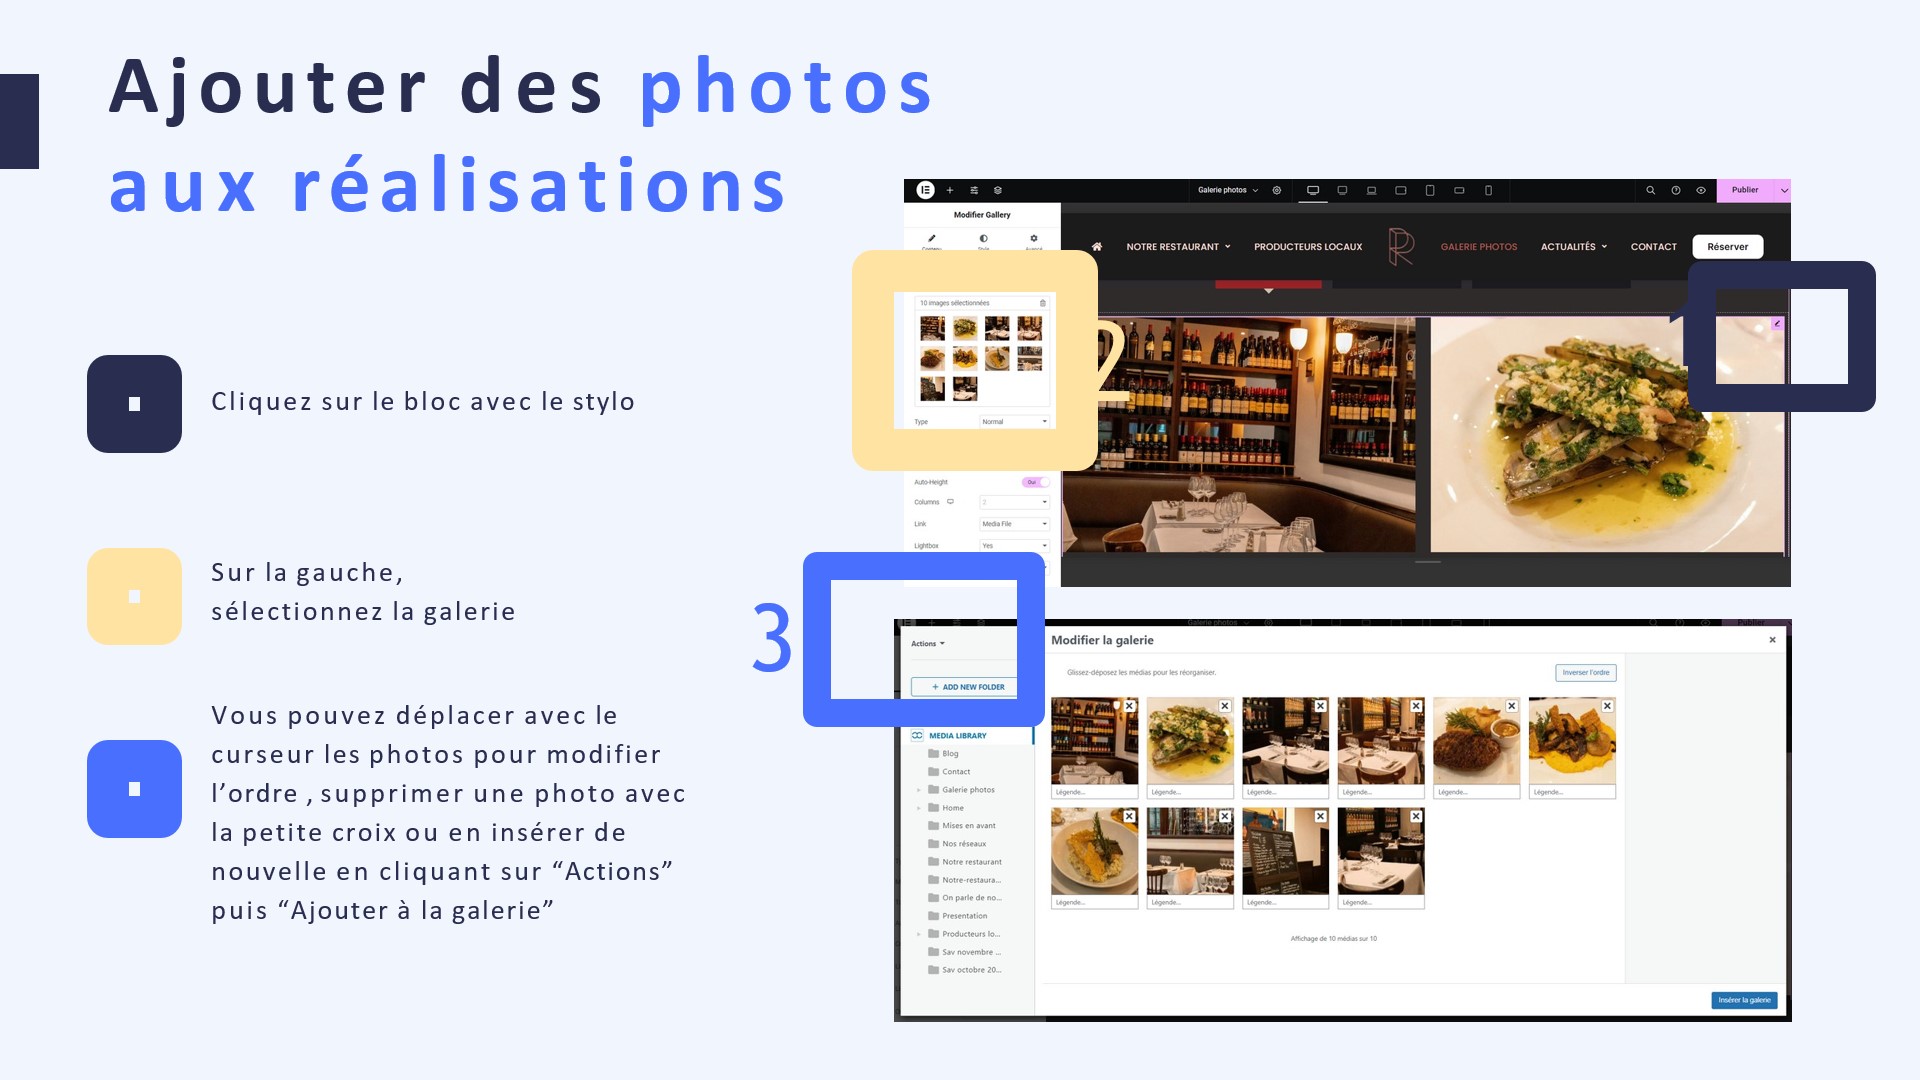 Ajouter des photos
aux réalisations
Cliquez sur le bloc avec le stylo
Sur la gauche,
sélectionnez la galerie
Vous pouvez déplacer avec le
curseur les photos pour modifier
l’ordre , supprimer une photo avec
la petite croix ou en insérer de
nouvelle en cliquant sur “Actions”
puis “Ajouter à la galerie”
Galerie photos
Publier
Modifier Gallery
NOTRE RESTAURANT
PRODUCTEURS LOCAUX
GALERIE PHOTOS
ACTUALITÉS
CONTACT
Réserver
1
10 images sélectionnées
2
Type
Normal
Auto-Height
Oui
Columns
2
Link
Media File
Lightbox
Yes
3
Galerie photos
Publier
Actions
Modifier la galerie
Glissez-déposez les médias pour les réorganiser.
Inverser l'ordre
+ ADD NEW FOLDER
MEDIA LIBRARY
Blog
Contact
Galerie photos
Home
Mises en avant
Nos réseaux
Notre restaurant
Notre-restaura...
On parle de no...
Presentation
Producteurs lo...
Sav novembre ...
Sav octobre 20...
Légende...
Légende...
Légende...
Légende...
Légende...
Légende...
Légende...
Légende...
Légende...
Légende...
Affichage de 10 médias sur 10
Insérer la galerie